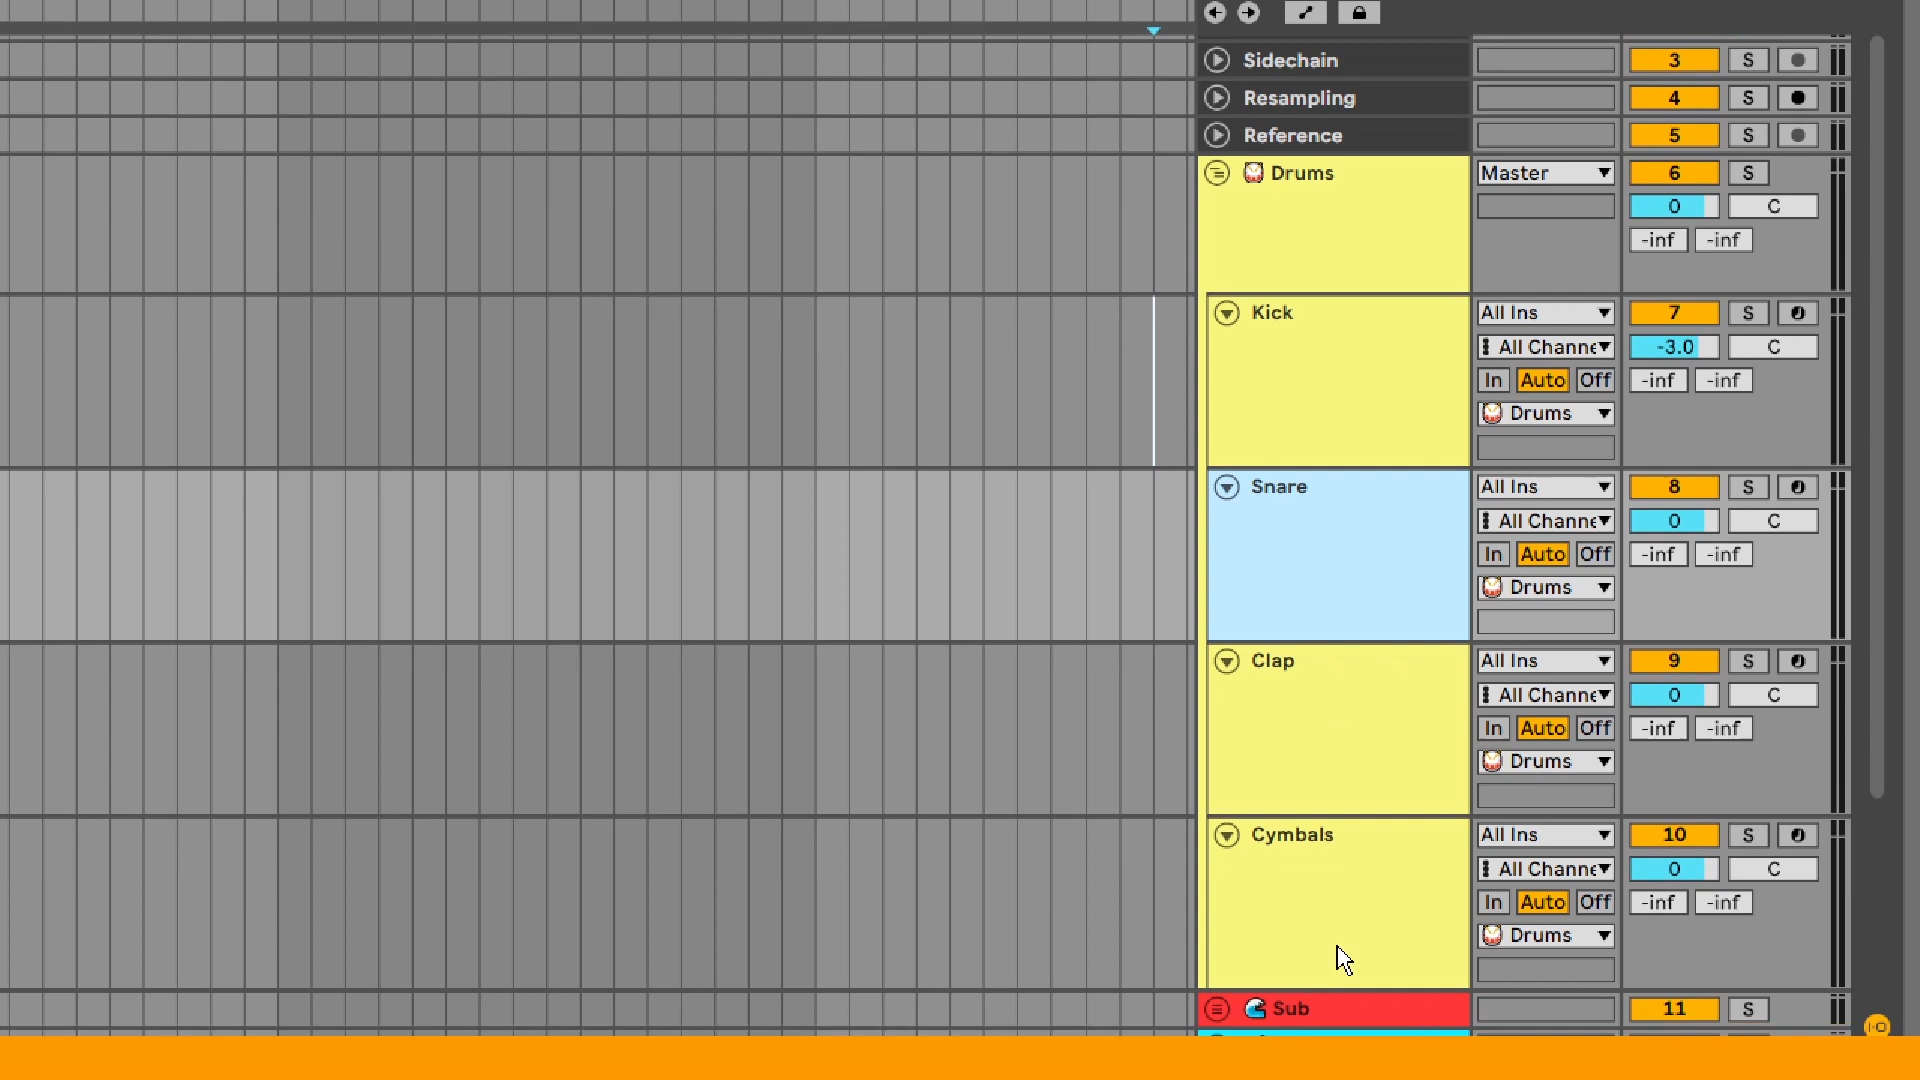 Sidechain 3 S
Resampling 4 S
Reference 5 S
Drums Master 6 S
0 C
-inf -inf
Kick All Ins 7 S
All Channe -3.0 C
In Auto Off -inf -inf
Drums
Snare All Ins 8 S
All Channe 0 C
In Auto Off -inf -inf
Drums
Clap All Ins 9 S
All Channe 0 C
In Auto Off -inf -inf
Drums
Cymbals All Ins 10 S
All Channe 0 C
In Auto Off -inf -inf
Drums
Sub 11 S
I-O